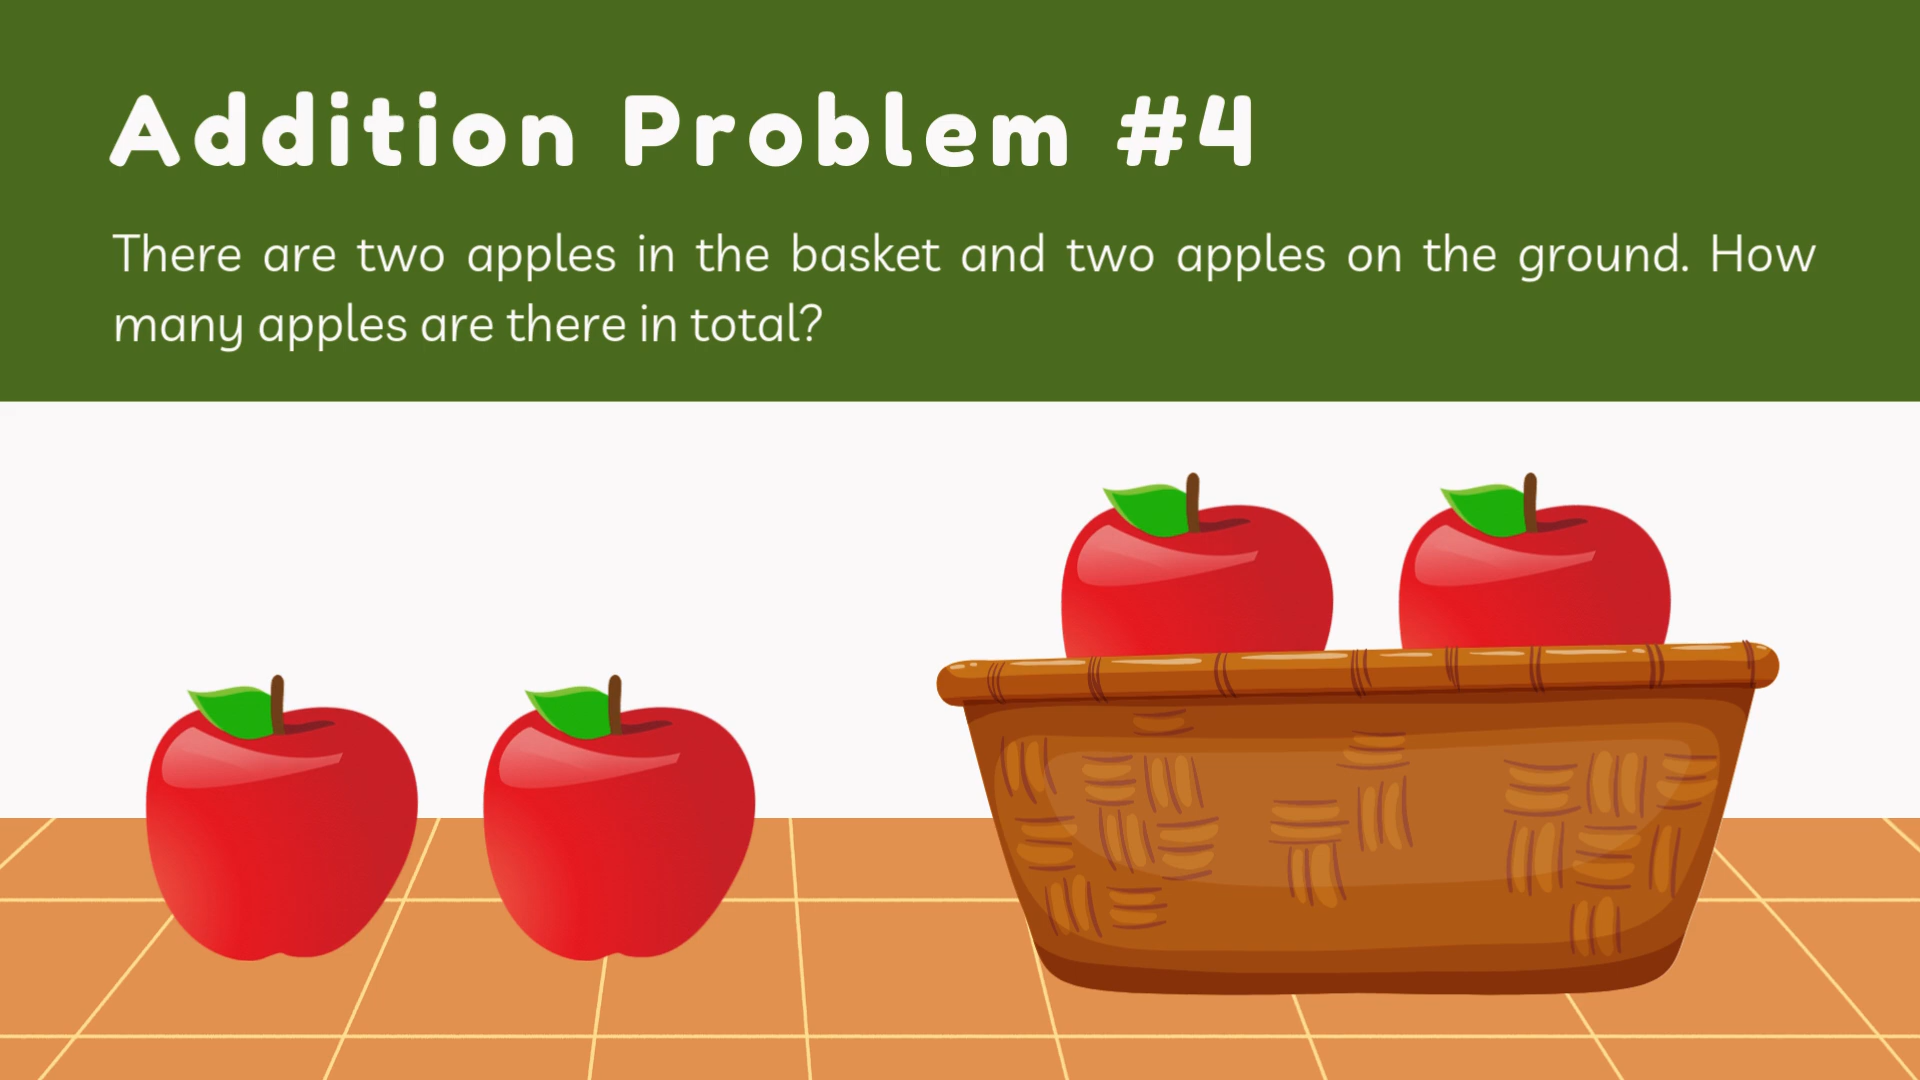 Addition Problem #4
There are two apples in the basket and two apples on the ground. How
many apples are there in total?